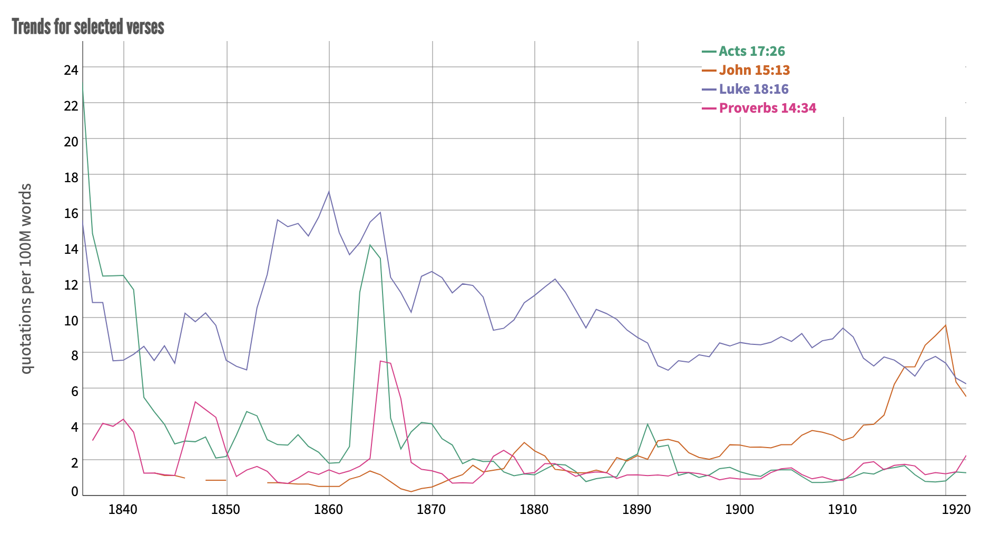 Trends for selected verses
Acts 17:26
John 15:13
Luke 18:16
Proverbs 14:34
quotations per 100M words
24
22
20
18
16
14
12
10
8
6
4
2
0
1840 1850 1860 1870 1880 1890 1900 1910 1920